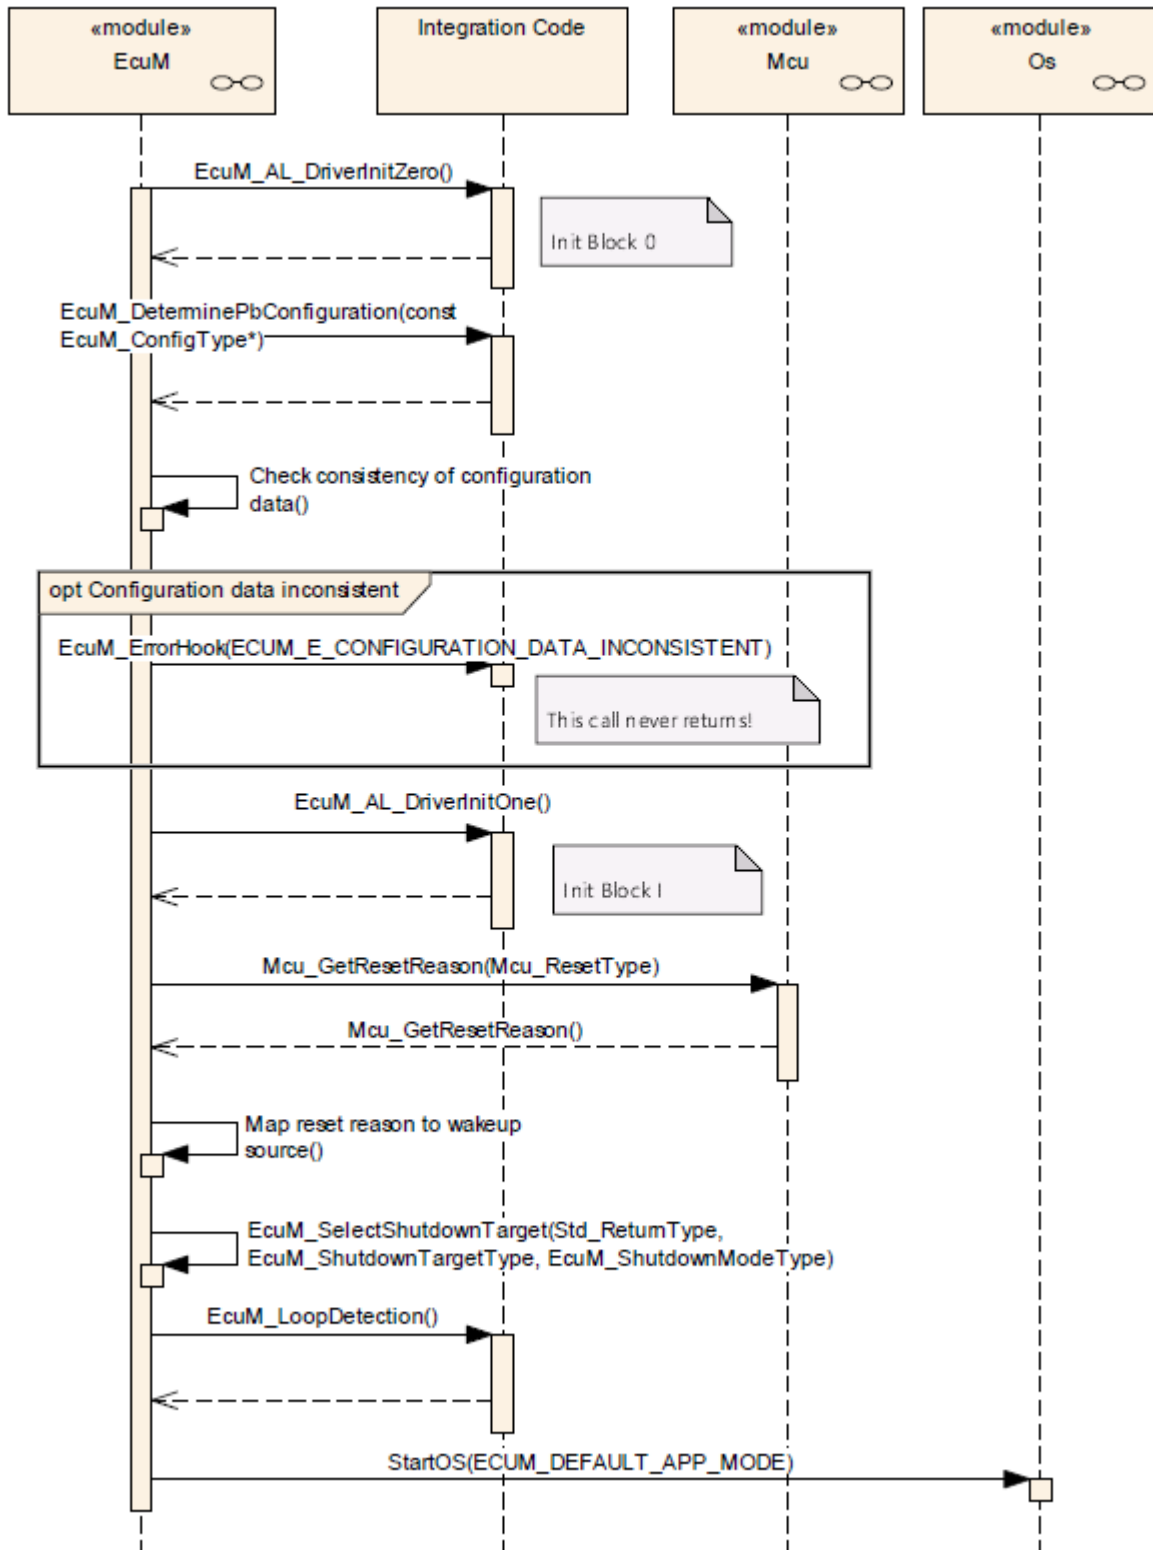 «module»
EcuM
Integration Code
«module»
Mcu
«module»
Os
EcuM_AL_DriverInitZero()
Init Block 0
EcuM_DeterminePbConfiguration(const
EcuM_ConfigType*)
Check consistency of configuration
data()
opt Configuration data inconsistent
EcuM_ErrorHook(ECUM_E_CONFIGURATION_DATA_INCONSISTENT)
This call never returns!
EcuM_AL_DriverInitOne()
Init Block I
Mcu_GetResetReason(Mcu_ResetType)
Mcu_GetResetReason()
Map reset reason to wakeup
source()
EcuM_SelectShutdownTarget(Std_ReturnType,
EcuM_ShutdownTargetType, EcuM_ShutdownModeType)
EcuM_LoopDetection()
StartOS(ECUM_DEFAULT_APP_MODE)